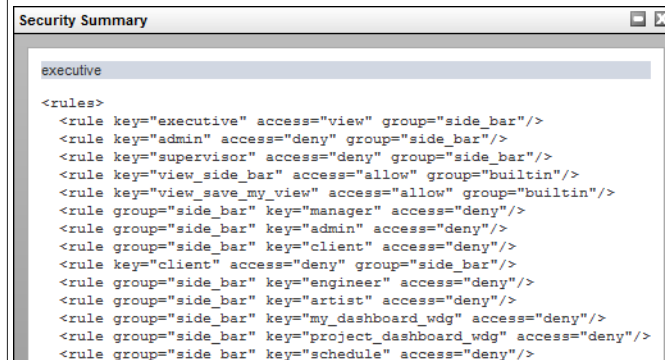 Security Summary
executive
<rules>
<rule key="executive" access="view" group="side_bar"/>
<rule key="admin" access="deny" group="side_bar"/>
<rule key="supervisor" access="deny" group="side_bar"/>
<rule key="view_side_bar" access="allow" group="builtin"/>
<rule key="view_save_my_view" access="allow" group="builtin"/>
<rule group="side_bar" key="manager" access="deny"/>
<rule group="side_bar" key="admin" access="deny"/>
<rule group="side_bar" key="client" access="deny"/>
<rule key="client" access="deny" group="side_bar"/>
<rule group="side_bar" key="engineer" access="deny"/>
<rule group="side_bar" key="artist" access="deny"/>
<rule group="side_bar" key="my_dashboard_wdg" access="deny"/>
<rule group="side_bar" key="project_dashboard_wdg" access="deny"/>
<rule group="side_bar" key="schedule" access="deny"/>